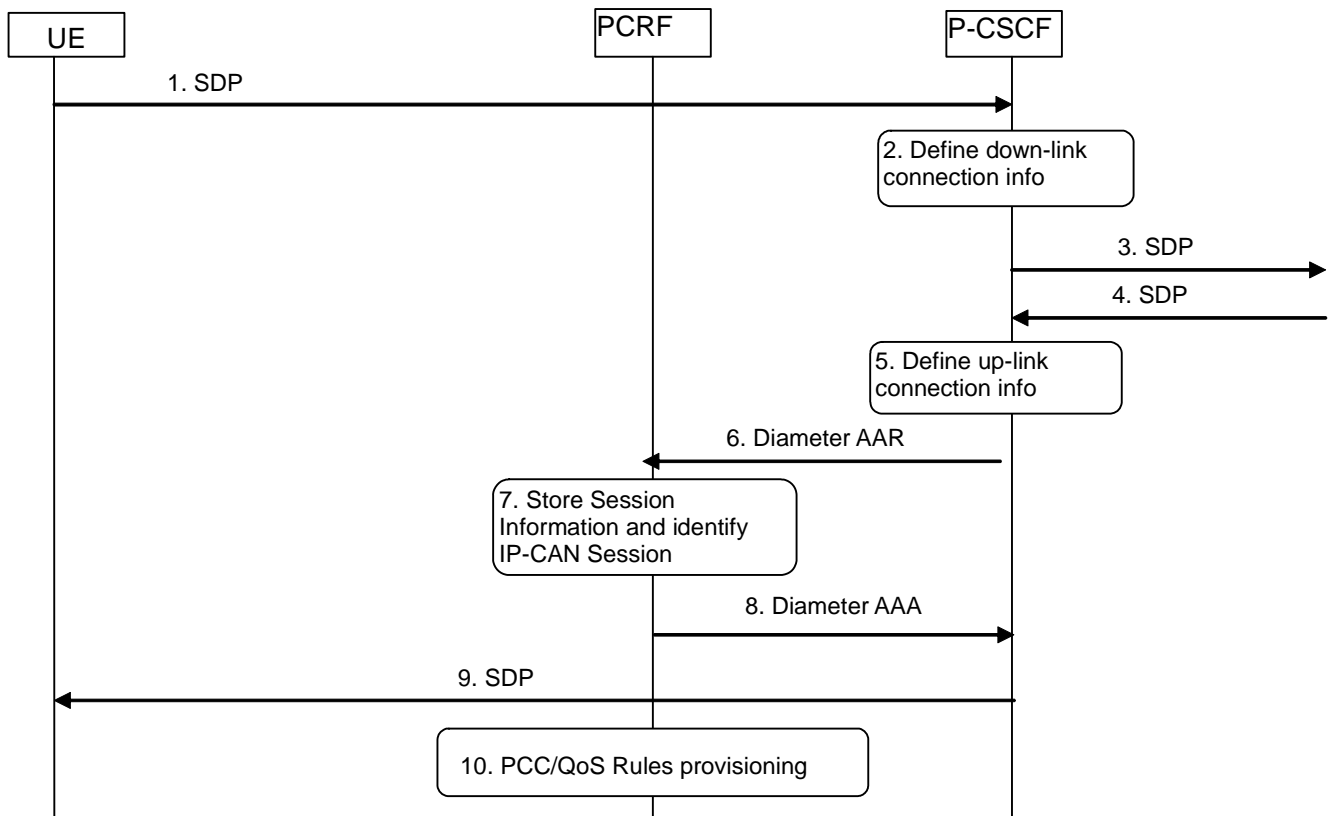 UE
PCRF
P-CSCF
1. SDP
2. Define down-link
connection info
3. SDP
4. SDP
5. Define up-link
connection info
6. Diameter AAR
7. Store Session
Information and identify
IP-CAN Session
8. Diameter AAA
9. SDP
10. PCC/QoS Rules provisioning